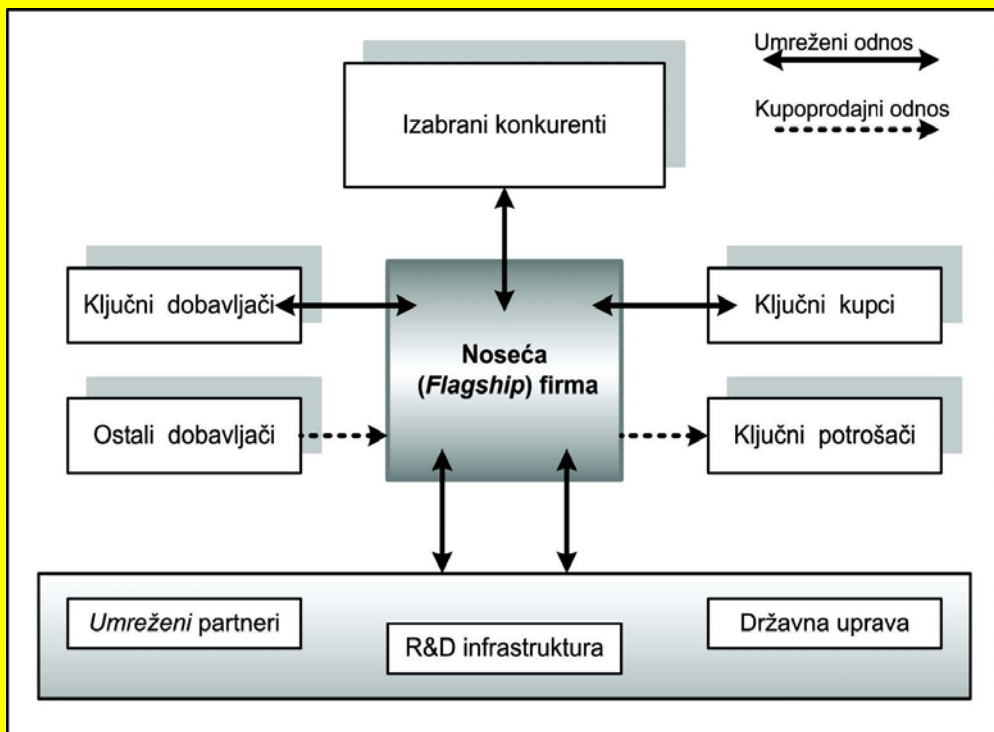 Umreženi odnos
Izabrani konkurenti
Kupoprodajni odnos
Ključni dobavljači
Ključni kupci
Noseća
(Flagship) firma
Ostali dobavljači
Ključni potrošači
Umreženi partneri
R&D infrastruktura
Državna uprava